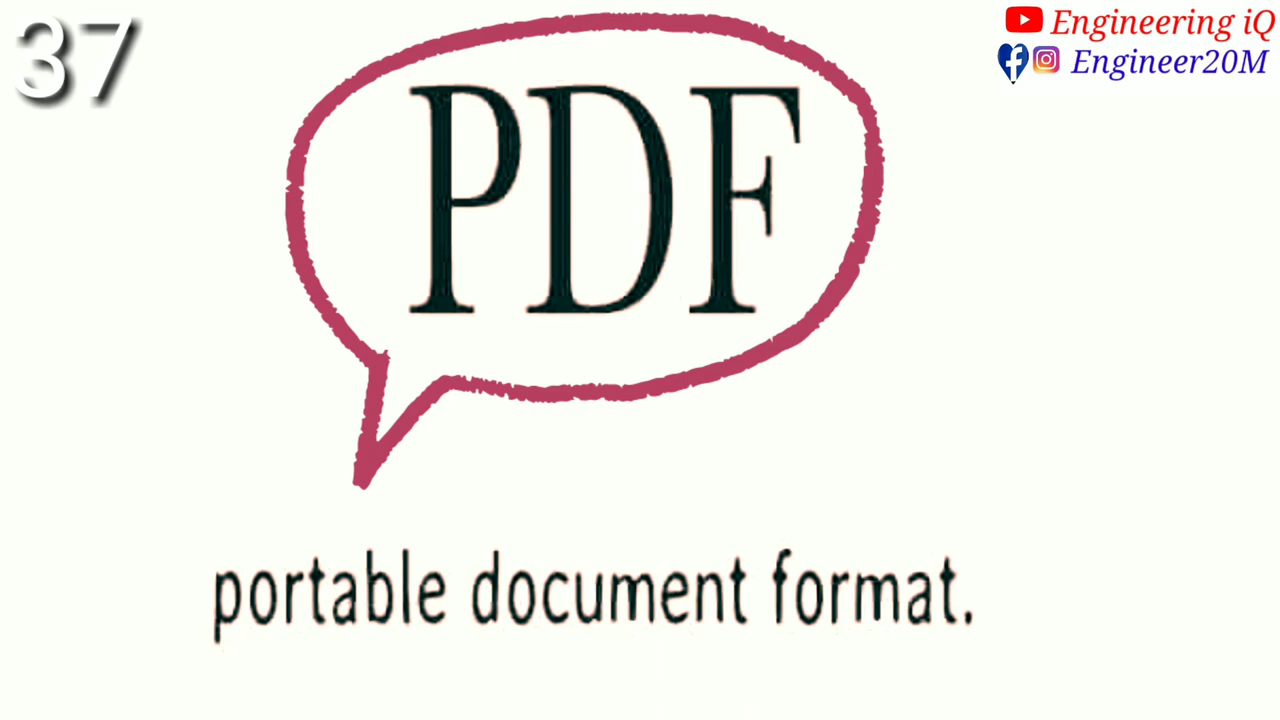 37
Engineering iQ
Engineer20M
PDF
portable document format.